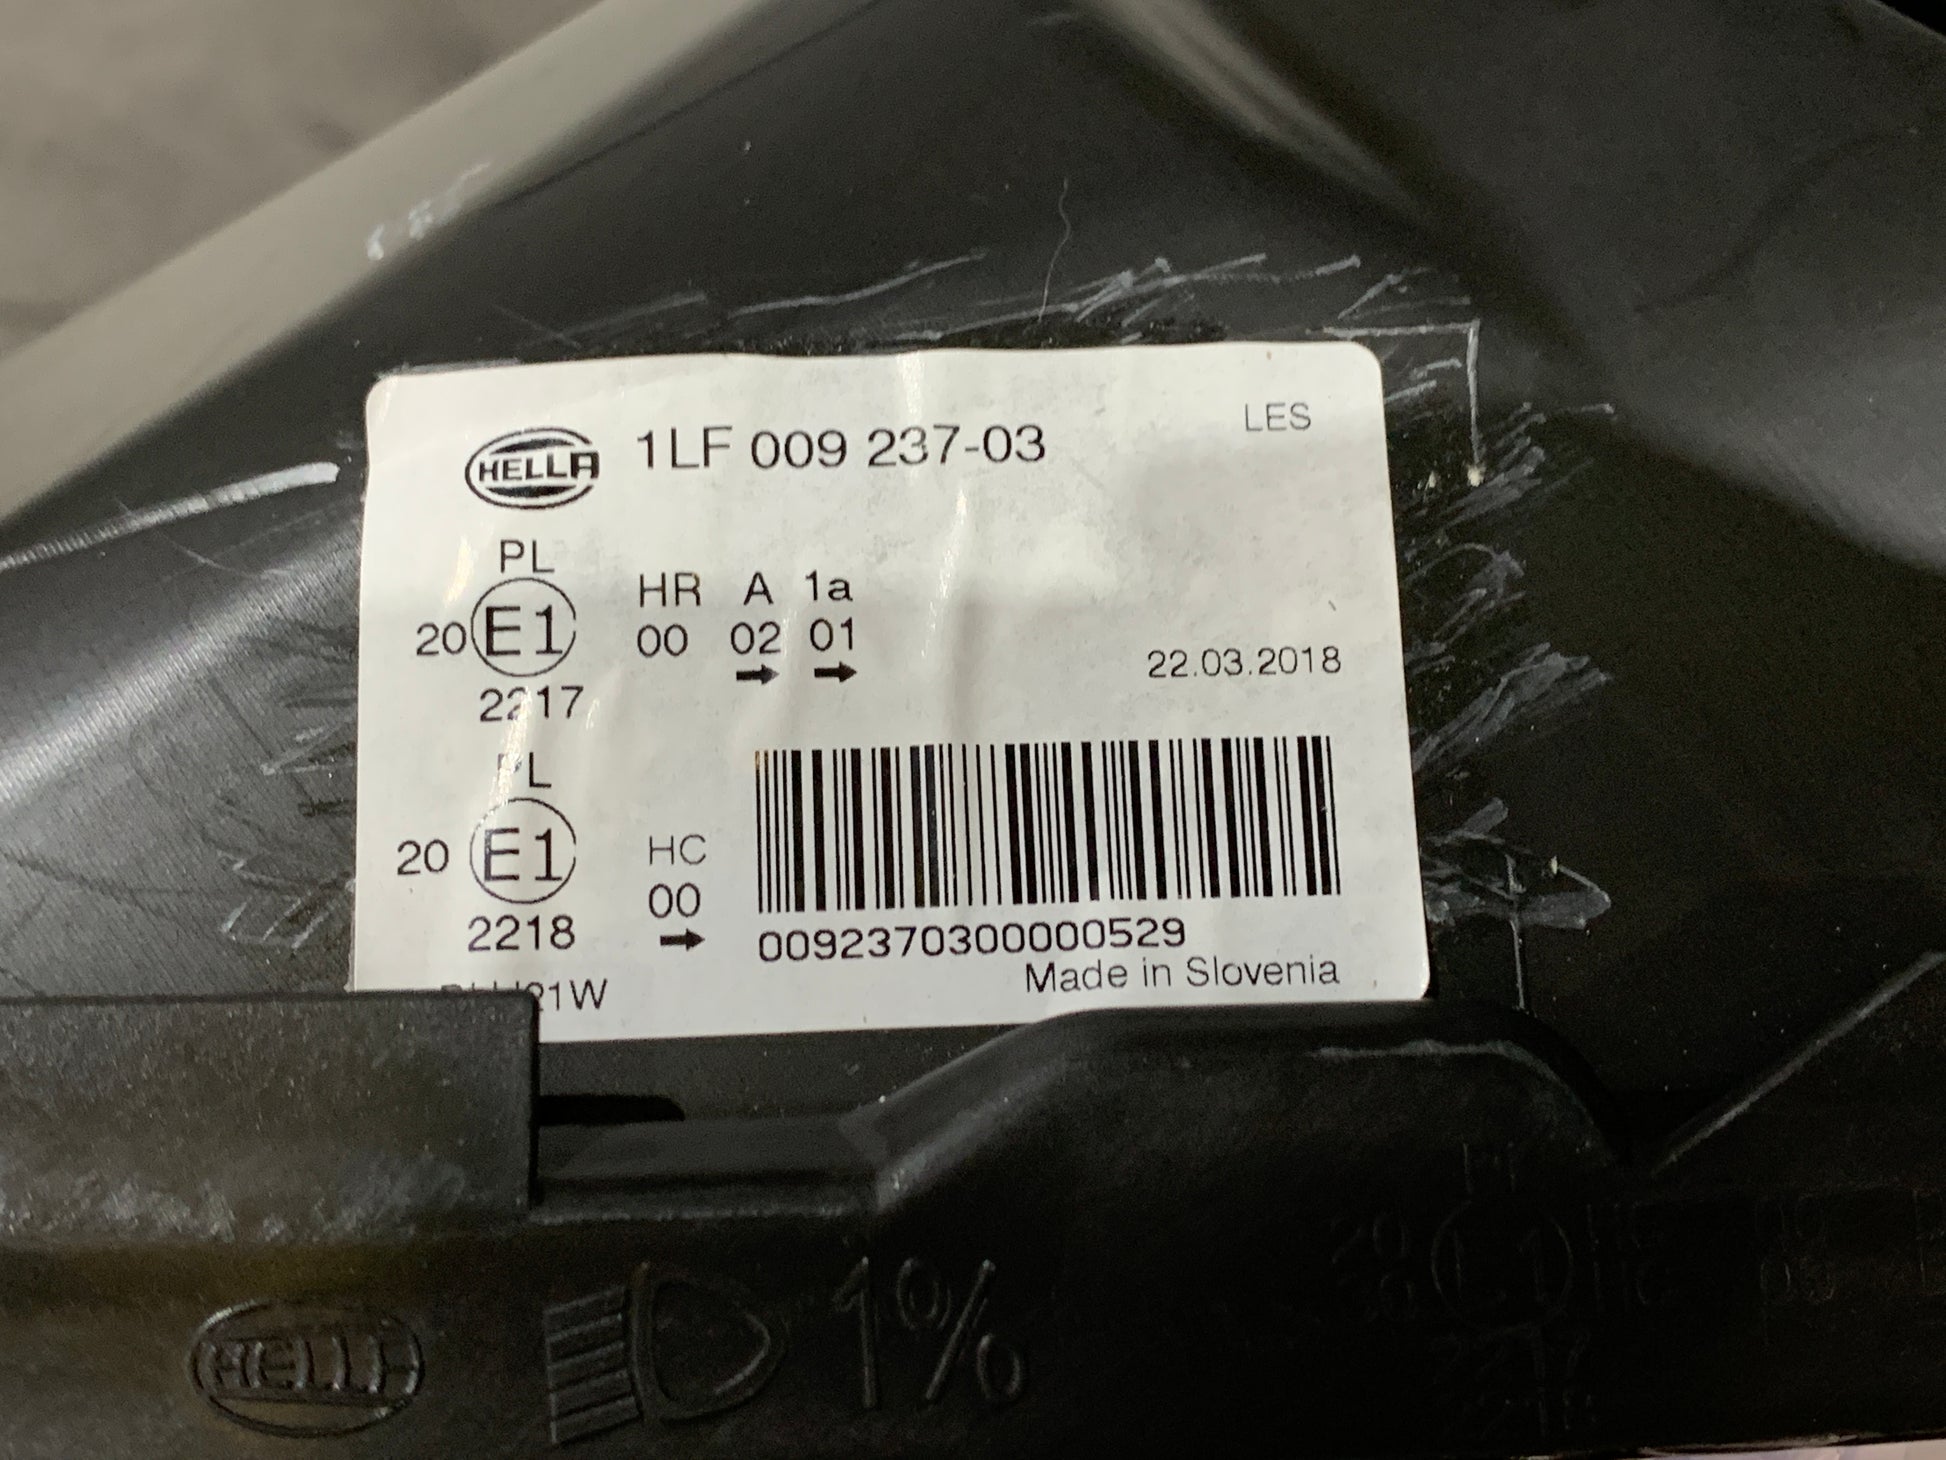 HELLA 1LF 009 237-03 LES
PL
20 E1 HR A 1a
00 02 01
➞ ➞
2217 22.03.2018
PL
20 E1 HC
00
2218 ➞ 00923700300000529
Made in Slovenia
HELLA 1%